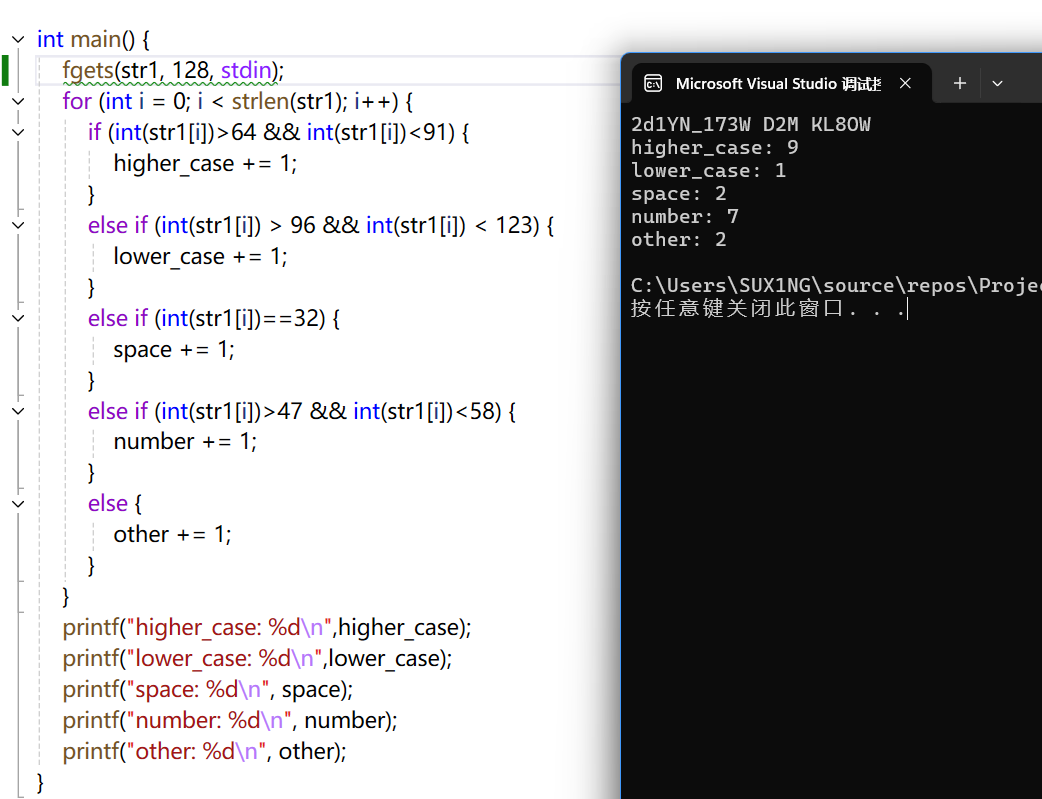 int main() {
fgets(str1, 128, stdin);
for (int i = 0; i < strlen(str1); i++) {
if (int(str1[i])>64 && int(str1[i])<91) {
higher_case += 1;
}
else if (int(str1[i]) > 96 && int(str1[i]) < 123) {
lower_case += 1;
}
else if (int(str1[i])==32) {
space += 1;
}
else if (int(str1[i])>47 && int(str1[i])<58) {
number += 1;
}
else {
other += 1;
}
}
printf("higher_case: %d\n",higher_case);
printf("lower_case: %d\n",lower_case);
printf("space: %d\n", space);
printf("number: %d\n", number);
printf("other: %d\n", other);
}
Microsoft Visual Studio 调试
2d1YN_173W D2M KL8OW
higher_case: 9
lower_case: 1
space: 2
number: 7
other: 2
C:\Users\SUX1NG\source\repos\Proje
按任意键关闭此窗口. . .